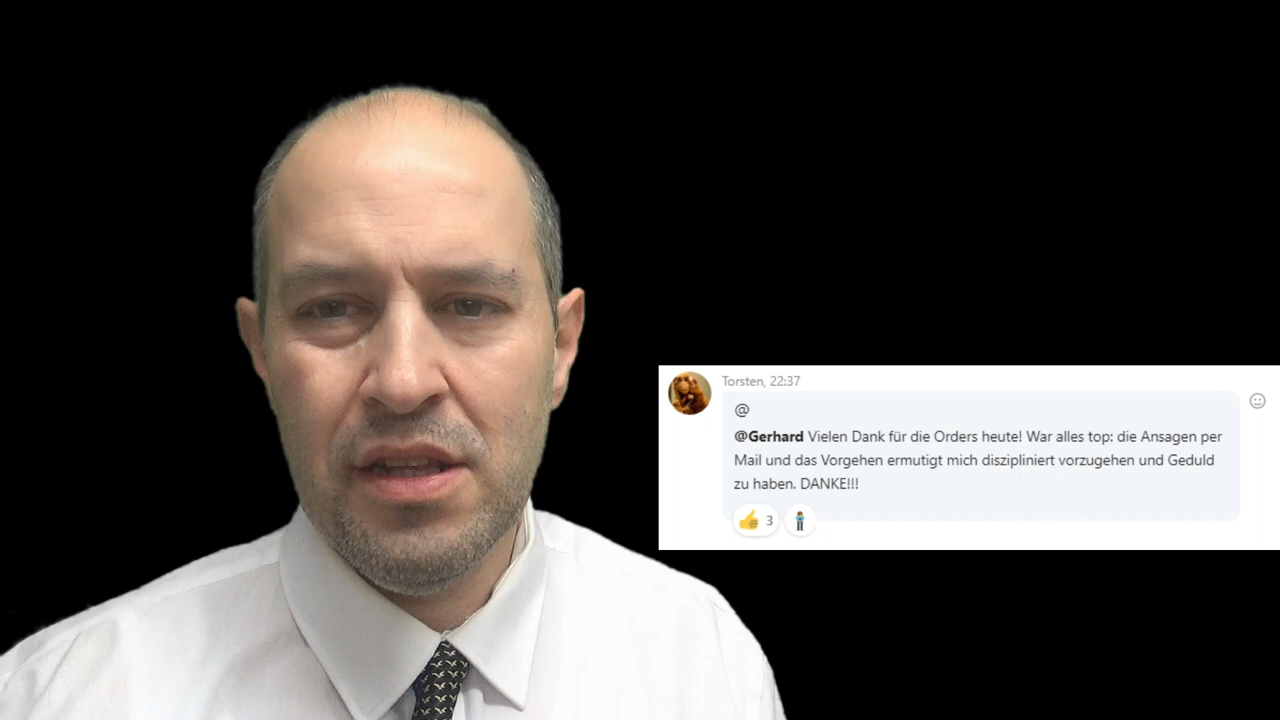 Torsten, 22:37
@
@Gerhard Vielen Dank für die Orders heute! War alles top: die Ansagen per
Mail und das Vorgehen ermutigt mich diszipliniert vorzugehen und Geduld
zu haben. DANKE!!!
3